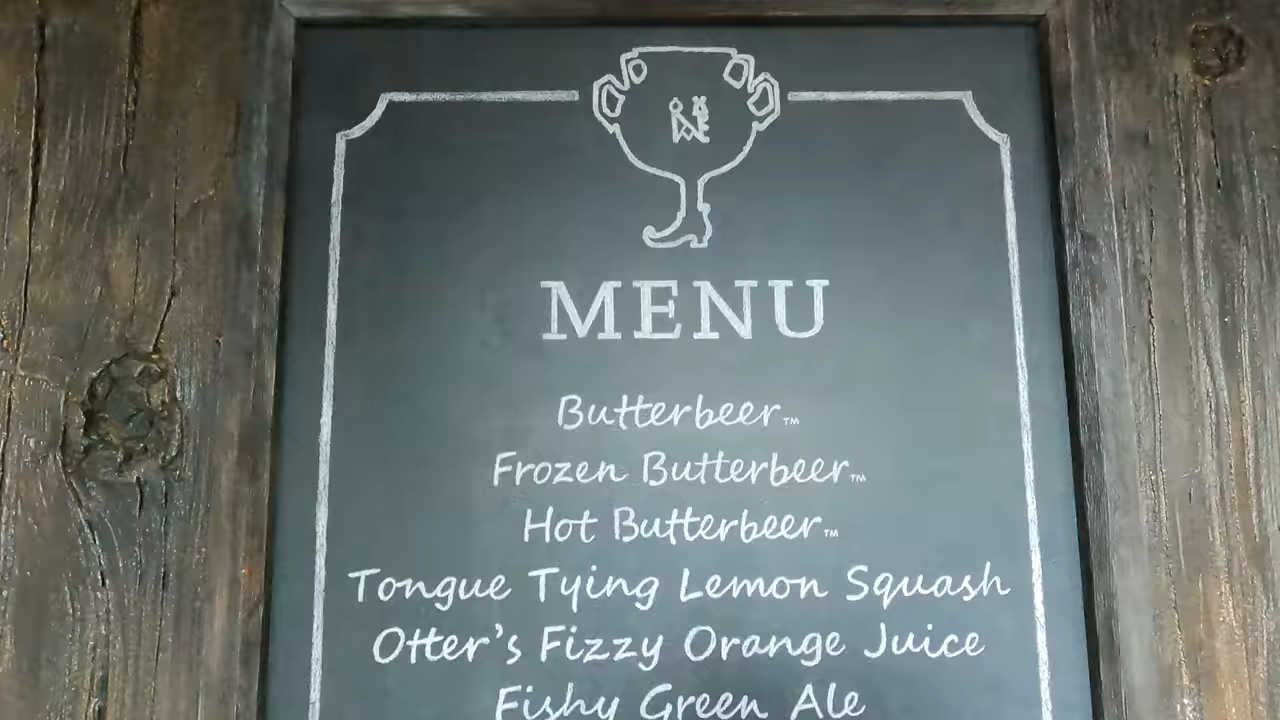 MENU
Butterbeer™
Frozen Butterbeer™
Hot Butterbeer™
Tongue Tying Lemon Squash
Otter's Fizzy Orange Juice
Fishy Green Ale